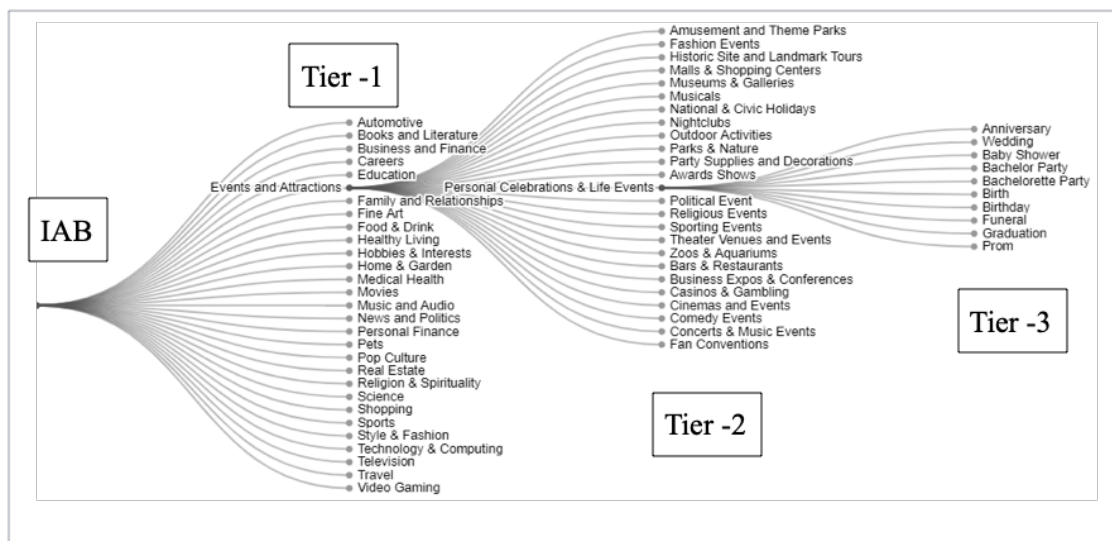 IAB
Tier -1
Automotive
Books and Literature
Business and Finance
Careers
Education
Events and Attractions
Family and Relationships
Fine Art
Food & Drink
Healthy Living
Hobbies & Interests
Home & Garden
Medical Health
Movies
Music and Audio
News and Politics
Personal Finance
Pets
Pop Culture
Real Estate
Religion & Spirituality
Science
Shopping
Sports
Style & Fashion
Technology & Computing
Television
Travel
Video Gaming
Amusement and Theme Parks
Fashion Events
Historic Site and Landmark Tours
Malls & Shopping Centers
Museums & Galleries
Musicals
National & Civic Holidays
Nightclubs
Outdoor Activities
Parks & Nature
Party Supplies and Decorations
Awards Shows
Personal Celebrations & Life Events
Political Event
Religious Events
Sporting Events
Theater Venues and Events
Zoos & Aquariums
Bars & Restaurants
Business Expos & Conferences
Casinos & Gambling
Cinemas and Events
Comedy Events
Concerts & Music Events
Fan Conventions
Tier -2
Anniversary
Wedding
Baby Shower
Bachelor Party
Bachelorette Party
Birth
Birthday
Funeral
Graduation
Prom
Tier -3